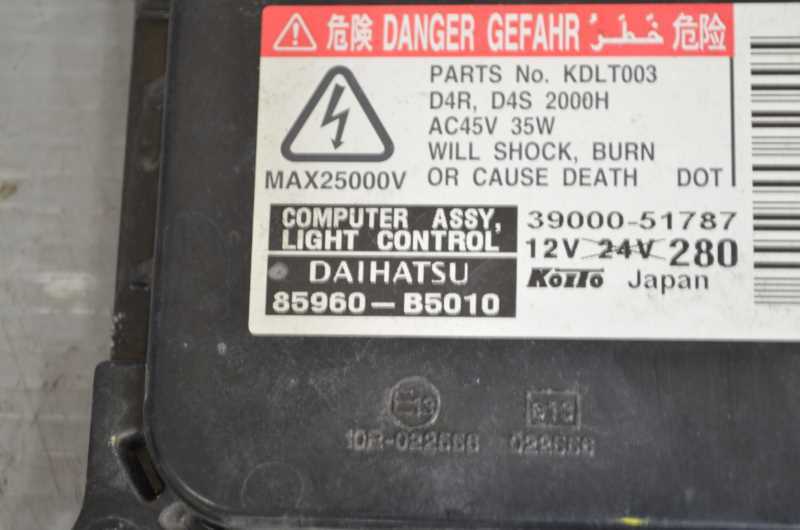 危険 DANGER GEFAHR خَطَر 危险
PARTS No. KDLT003
D4R, D4S 2000H
AC45V 35W
WILL SHOCK, BURN
OR CAUSE DEATH DOT
MAX25000V
COMPUTER ASSY,
LIGHT CONTROL
DAIHATSU
85960-B5010
39000-51787
12V 24V 280
KOITO Japan
10R-022666
022666